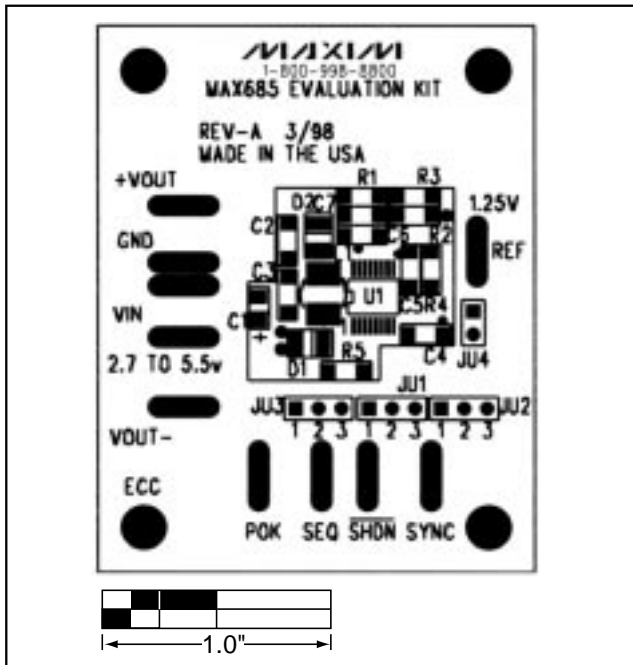 MAXIM
1-800-998-8800
MAX685 EVALUATION KIT
REV-A 3/98
MADE IN THE USA
+VOUT
R1 R3
D2 C7
1.25V
C2
GND
C6 R2
REF
C3
U1
VIN
C1
+
C5 R4
2.7 TO 5.5v
D1 R5 C4
JU4
JU3 JU1 JU2
1 2 3 1 2 3 1 2 3
VOUT-
ECC
POK SEQ SHDN SYNC
1.0"